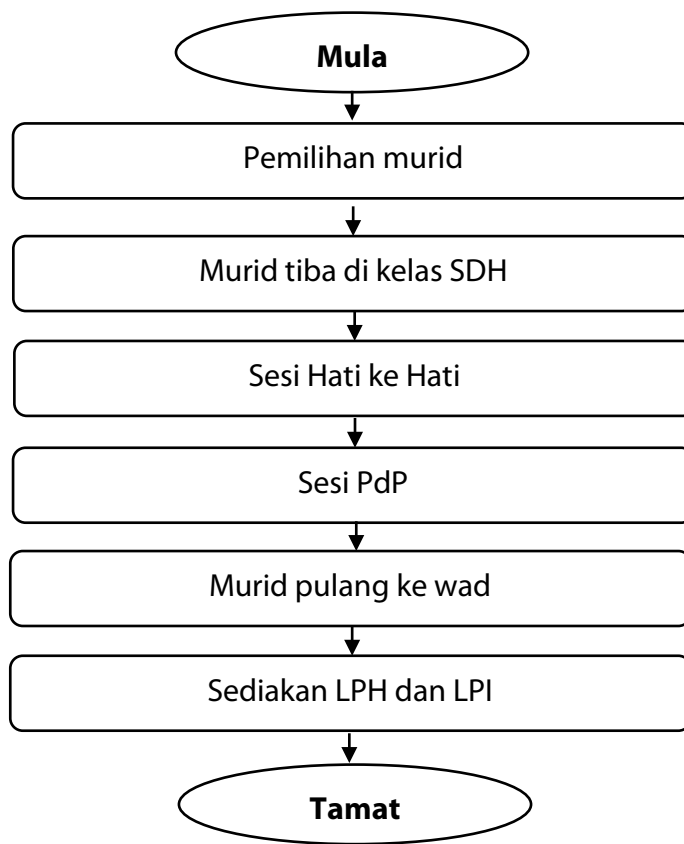 Mula
Pemilihan murid
Murid tiba di kelas SDH
Sesi Hati ke Hati
Sesi PdP
Murid pulang ke wad
Sediakan LPH dan LPI
Tamat